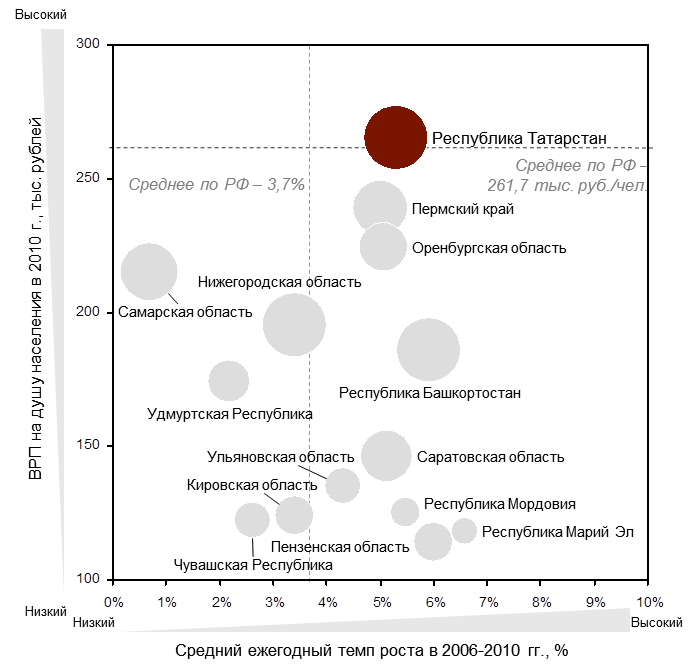 Высокий
300
Республика Татарстан
Среднее по РФ –
261,7 тыс. руб./чел.
Среднее по РФ – 3,7%
250
Пермский край
Оренбургская область
Нижегородская область
Самарская область
200
Республика Башкортостан
Удмуртская Республика
150
Ульяновская область
Саратовская область
Кировская область
Республика Мордовия
Республика Марий Эл
Пензенская область
Чувашская Республика
100
ВРП на душу населения в 2010 г., тыс. рублей
0% 1% 2% 3% 4% 5% 6% 7% 8% 9% 10%
Низкий
Низкий
Высокий
Средний ежегодный темп роста в 2006-2010 гг., %